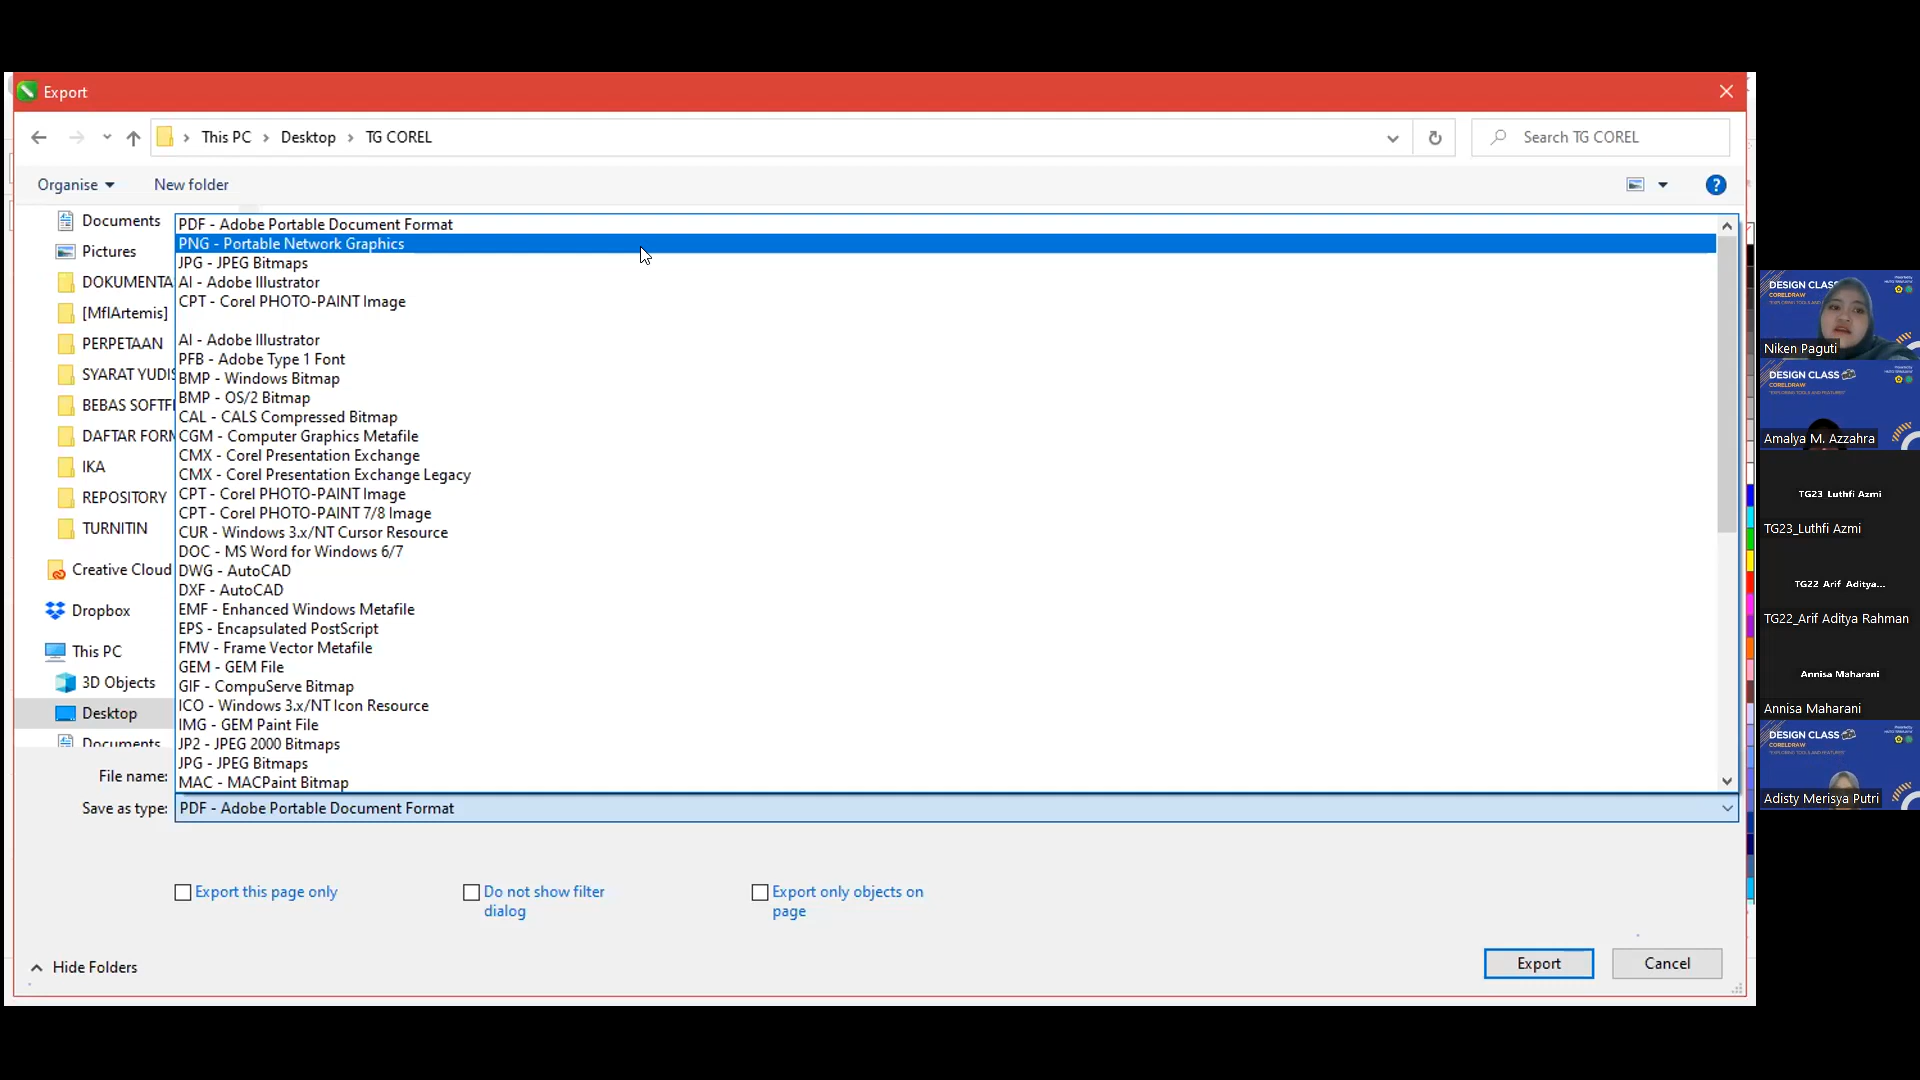 Export
This PC
Desktop
TG COREL
Search TG COREL
Organise
New folder
Documents
Pictures
DOKUMENTA
[MflArtemis]
PERPETAAN
SYARAT YUDIS
BEBAS SOFTF
DAFTAR FORM
IKA
REPOSITORY
TURNITIN
Creative Cloud
Dropbox
This PC
3D Objects
Desktop
Documents
PDF - Adobe Portable Document Format
PNG - Portable Network Graphics
JPG - JPEG Bitmaps
AI - Adobe Illustrator
CPT - Corel PHOTO-PAINT Image
AI - Adobe Illustrator
PFB - Adobe Type 1 Font
BMP - Windows Bitmap
BMP - OS/2 Bitmap
CAL - CALS Compressed Bitmap
CGM - Computer Graphics Metafile
CMX - Corel Presentation Exchange
CMX - Corel Presentation Exchange Legacy
CPT - Corel PHOTO-PAINT Image
CPT - Corel PHOTO-PAINT 7/8 Image
CUR - Windows 3.x/NT Cursor Resource
DOC - MS Word for Windows 6/7
DWG - AutoCAD
DXF - AutoCAD
EMF - Enhanced Windows Metafile
EPS - Encapsulated PostScript
FMV - Frame Vector Metafile
GEM - GEM File
GIF - CompuServe Bitmap
ICO - Windows 3.x/NT Icon Resource
IMG - GEM Paint File
JP2 - JPEG 2000 Bitmaps
JPG - JPEG Bitmaps
MAC - MACPaint Bitmap
File name:
Save as type:
PDF - Adobe Portable Document Format
Export this page only
Do not show filter
dialog
Export only objects on
page
Hide Folders
Export
Cancel
DESIGN CLAS
CORELDRAW
Niken Paguti
DESIGN CLASS
CORELDRAW
Amalya M. Azzahra
TG23 Luthfi Azmi
TG23_Luthfi Azmi
TG22 Arif Aditya...
TG22_Arif Aditya Rahman
Annisa Maharani
Annisa Maharani
DESIGN CLASS
CORELDRAW
Adisty Merisya Putri